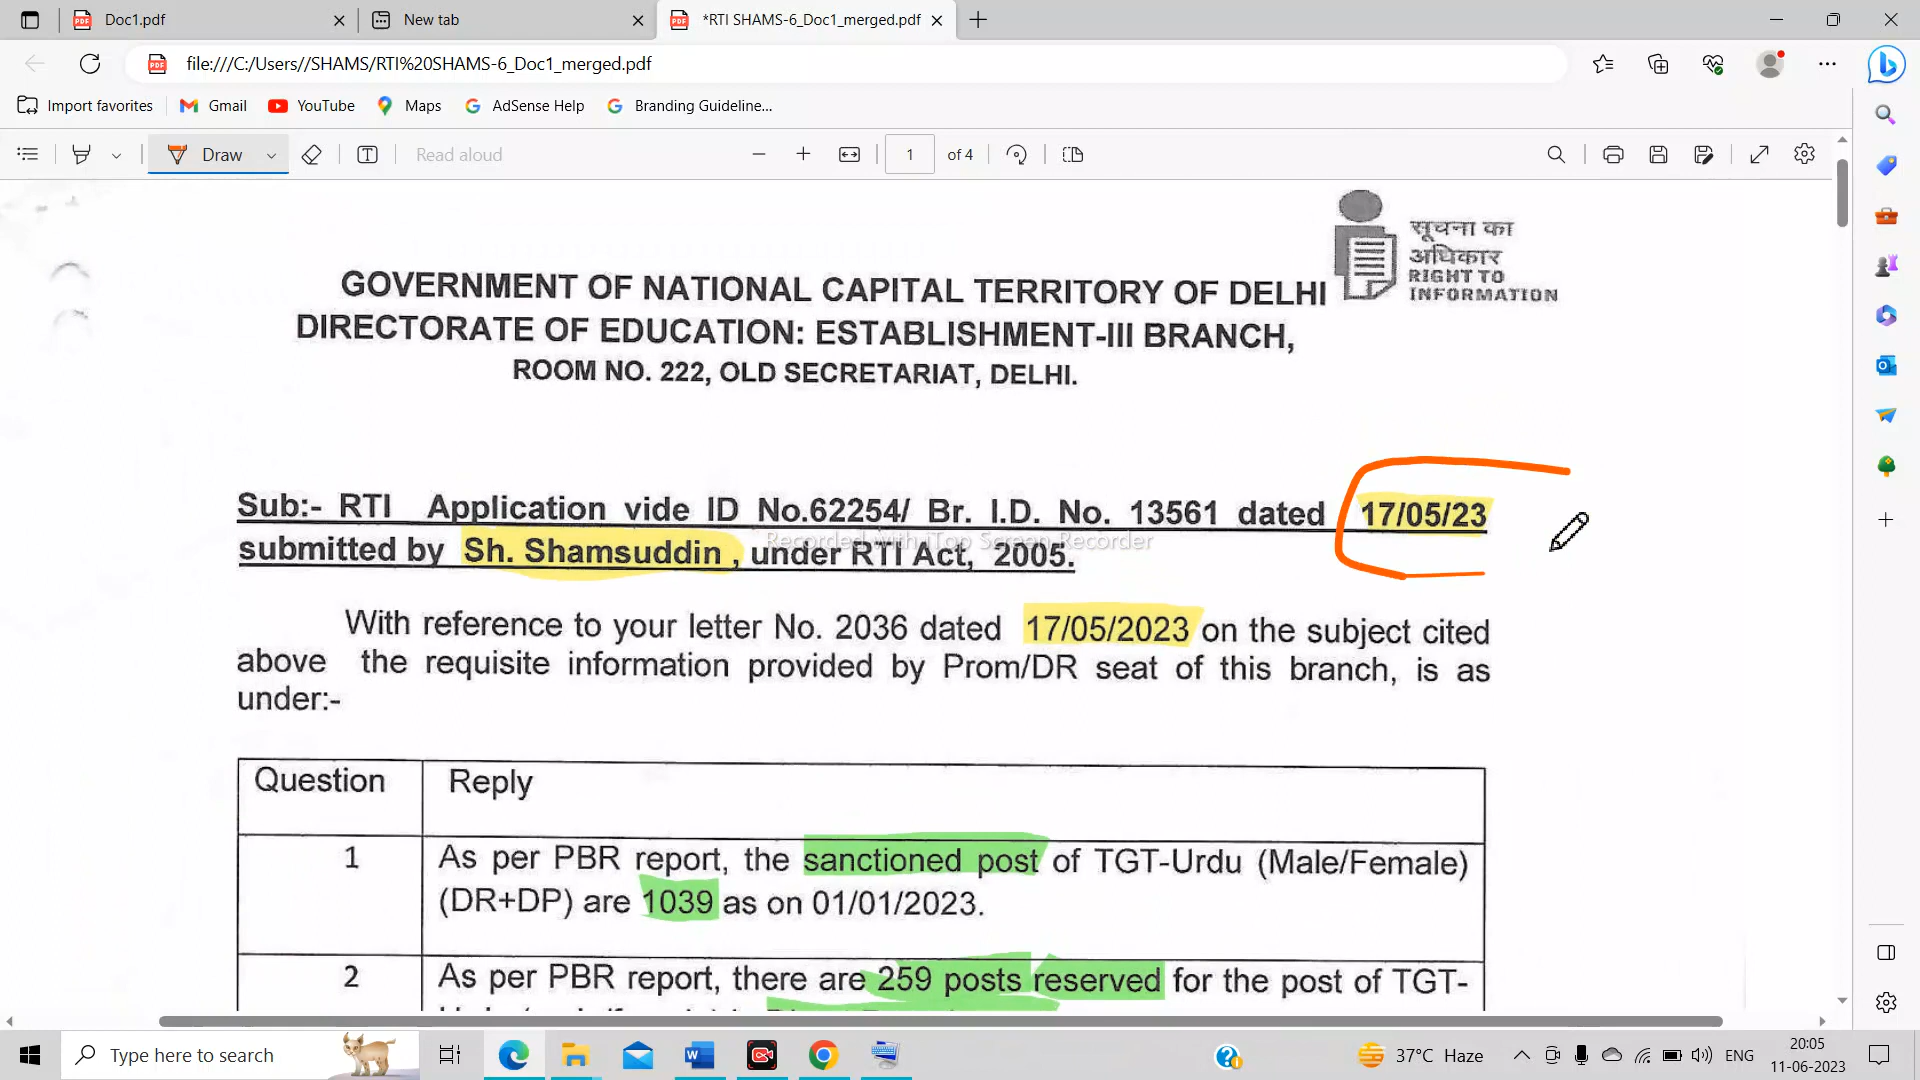 Doc1.pdf
New tab
*RTI SHAMS-6_Doc1_merged.pdf
file:///C:/Users//SHAMS/RTI%20SHAMS-6_Doc1_merged.pdf
Import favorites
Gmail
YouTube
Maps
AdSense Help
Branding Guideline...
Draw
Read aloud
1
of 4
सूचना का
अधिकार
RIGHT TO
INFORMATION
GOVERNMENT OF NATIONAL CAPITAL TERRITORY OF DELHI
DIRECTORATE OF EDUCATION: ESTABLISHMENT-III BRANCH,
ROOM NO. 222, OLD SECRETARIAT, DELHI.
Sub:- RTI Application vide ID No.62254/ Br. I.D. No. 13561 dated 17/05/23
submitted by Sh. Shamsuddin , under RTI Act, 2005.
Recorded with iTop Screen Recorder
With reference to your letter No. 2036 dated 17/05/2023 on the subject cited
above the requisite information provided by Prom/DR seat of this branch, is as
under:-
Question Reply
1 As per PBR report, the sanctioned post of TGT-Urdu (Male/Female)
(DR+DP) are 1039 as on 01/01/2023.
2 As per PBR report, there are 259 posts reserved for the post of TGT-
Type here to search
37°C Haze
ENG
20:05
11-06-2023